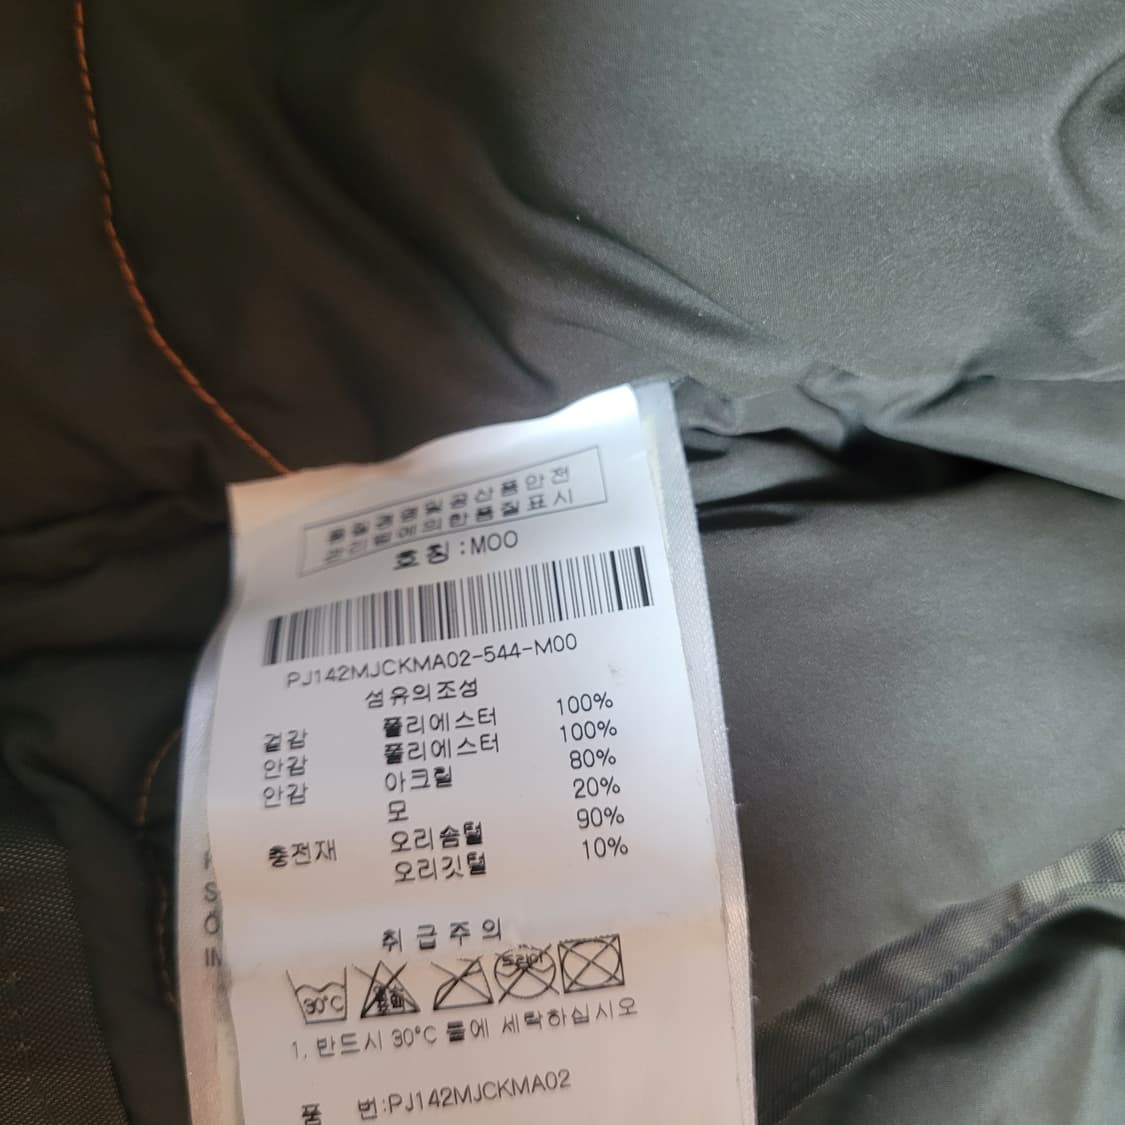 품질경영및공산품안전
관리법에의한품질표시
호칭:M00
PJ142MJCKMA02-544-M00
섬유의조성
겉감 폴리에스터 100%
안감 폴리에스터 100%
안감 아크릴 80%
모 20%
충전재 오리솜털 90%
오리깃털 10%
취급주의
30°C 드라이
1. 반드시 30°C 물에 세탁하십시오
품 번:PJ142MJCKMA02